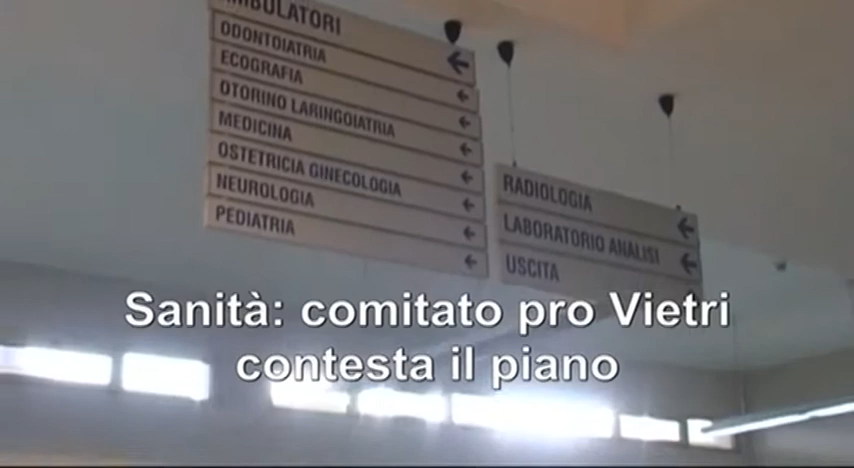 AMBULATORI
ODONTOIATRIA
ECOGRAFIA
OTORINO LARINGOIATRIA
MEDICINA
OSTETRICIA GINECOLOGIA
NEUROLOGIA
PEDIATRIA
RADIOLOGIA
LABORATORIO ANALISI
USCITA
Sanità: comitato pro Vietri
contesta il piano